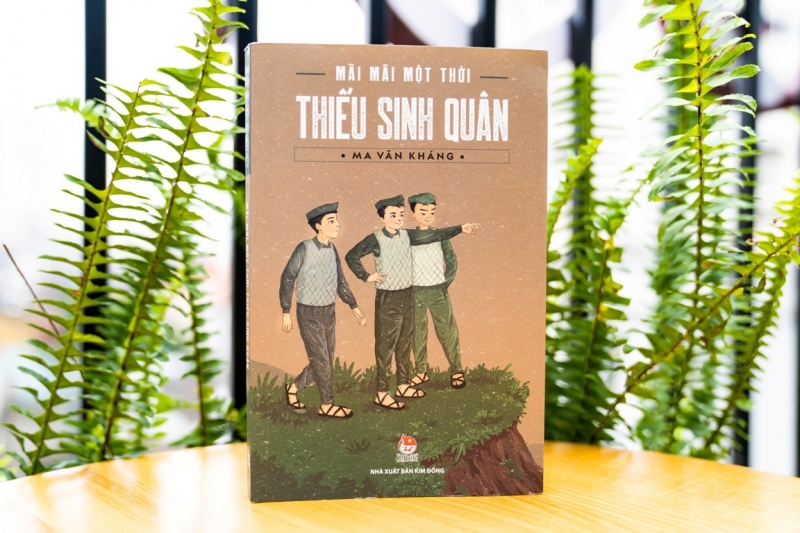 MÃI MÃI MỘT THỜI
THIẾU SINH QUÂN
• MA VĂN KHÁNG •
NHÀ XUẤT BẢN KIM ĐỒNG